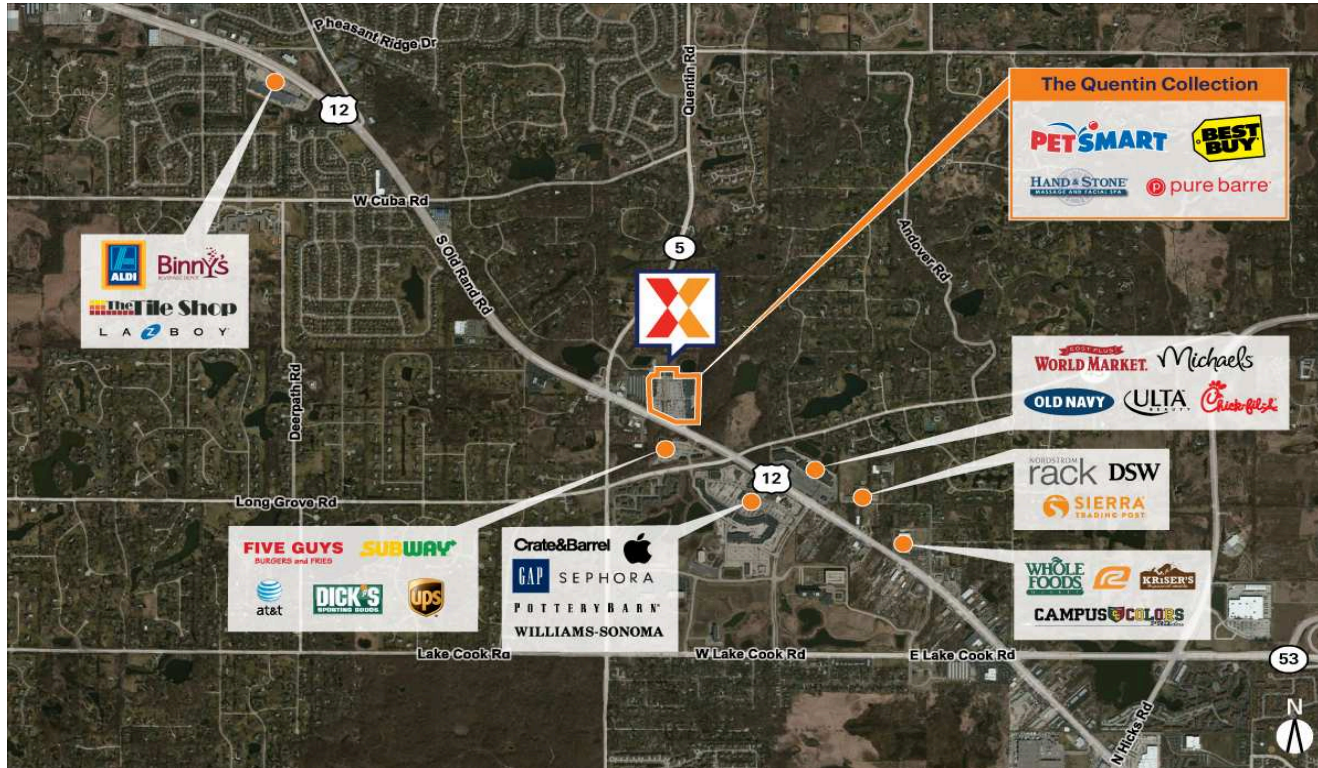 Pheasant Ridge Dr
12
Quentin Rd
W Cuba Rd
S Old Rand Rd
5
Andover Rd
Deerpath Rd
The Quentin Collection
PETSMART
BEST BUY
HAND & STONE
MASSAGE AND FACIAL SPA
pure barre
ALDI
Binny's
BEVERAGE DEPOT
The Tile Shop
LA Z BOY
COST PLUS
WORLD MARKET.
Michaels
OLD NAVY
ULTA
BEAUTY
Chick-fil-A
12
NORDSTROM
rack
DSW
SIERRA
TRADING POST
Long Grove Rd
FIVE GUYS
BURGERS and FRIES
SUBWAY
at&t
DICK'S
SPORTING GOODS
ups
Crate&Barrel
GAP
SEPHORA
POTTERY BARN
WILLIAMS-SONOMA
WHOLE
FOODS
MARKET
KRISER'S
CAMPUS COLORS
Lake Cook Rd
W Lake Cook Rd
E Lake Cook Rd
53
N Hicks Rd
N